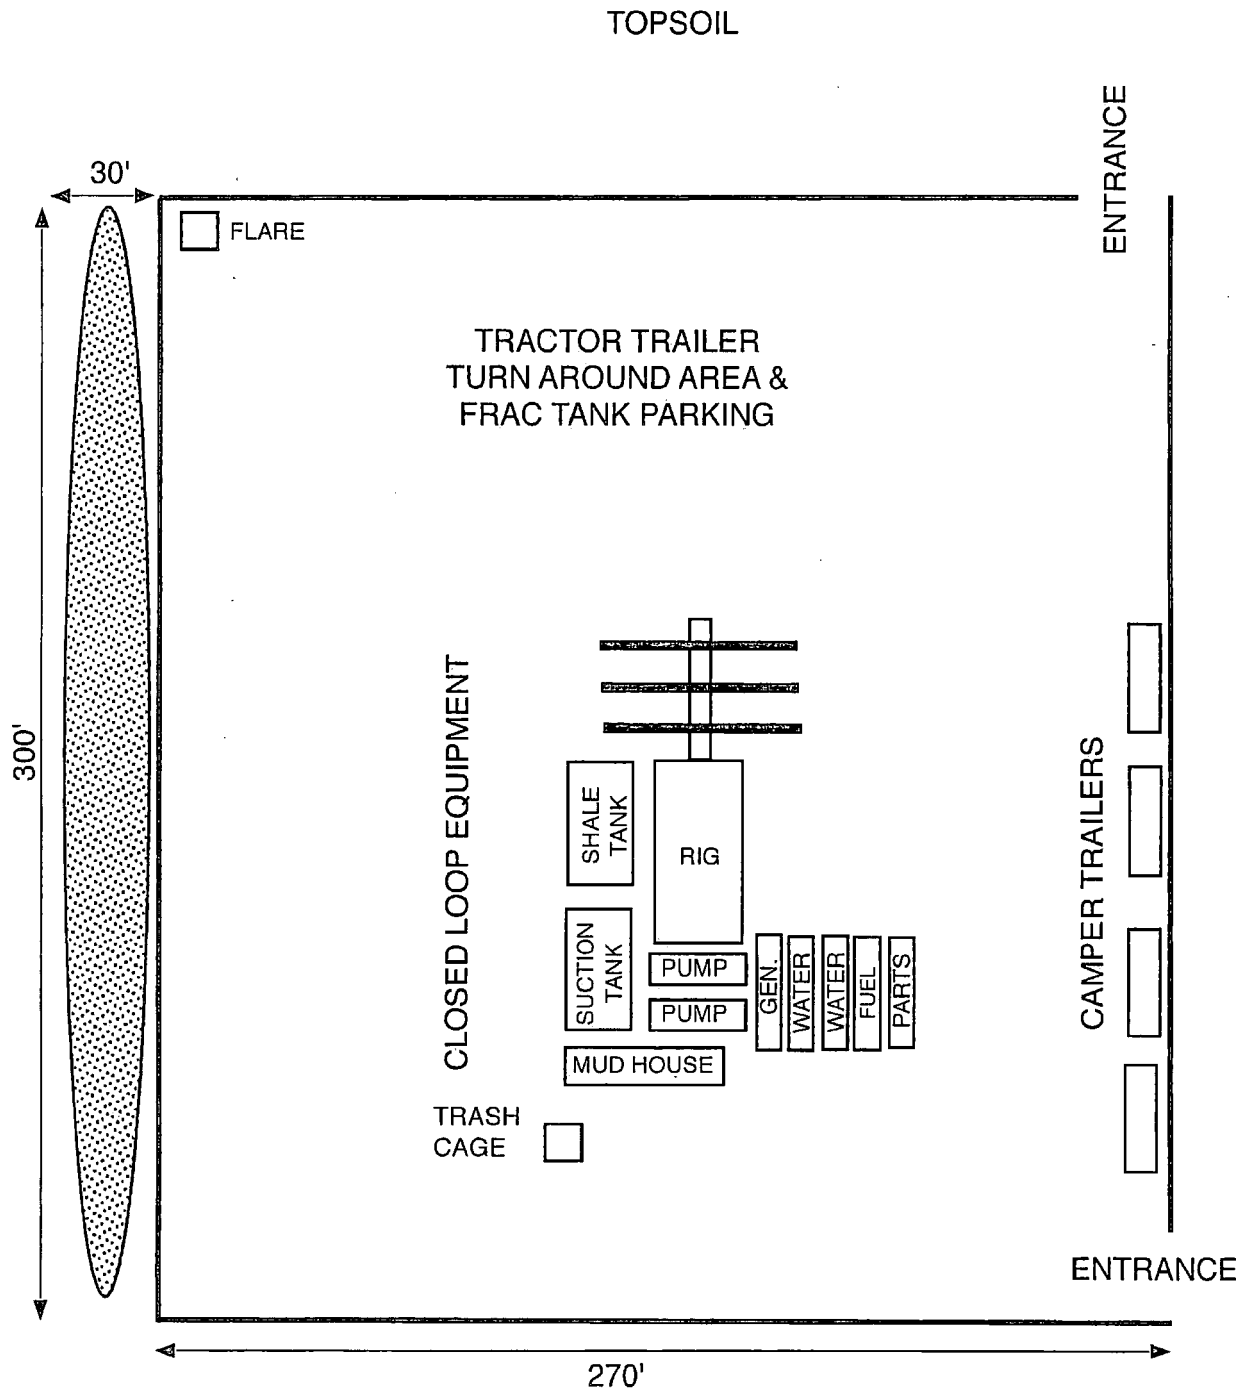 TOPSOIL
ENTRANCE
30'
FLARE
TRACTOR TRAILER
TURN AROUND AREA &
FRAC TANK PARKING
300'
CLOSED LOOP EQUIPMENT
SHALE
TANK
RIG
CAMPER TRAILERS
SUCTION
TANK
PUMP
PUMP
GEN.
WATER
WATER
FUEL
PARTS
MUD HOUSE
TRASH
CAGE
ENTRANCE
270'